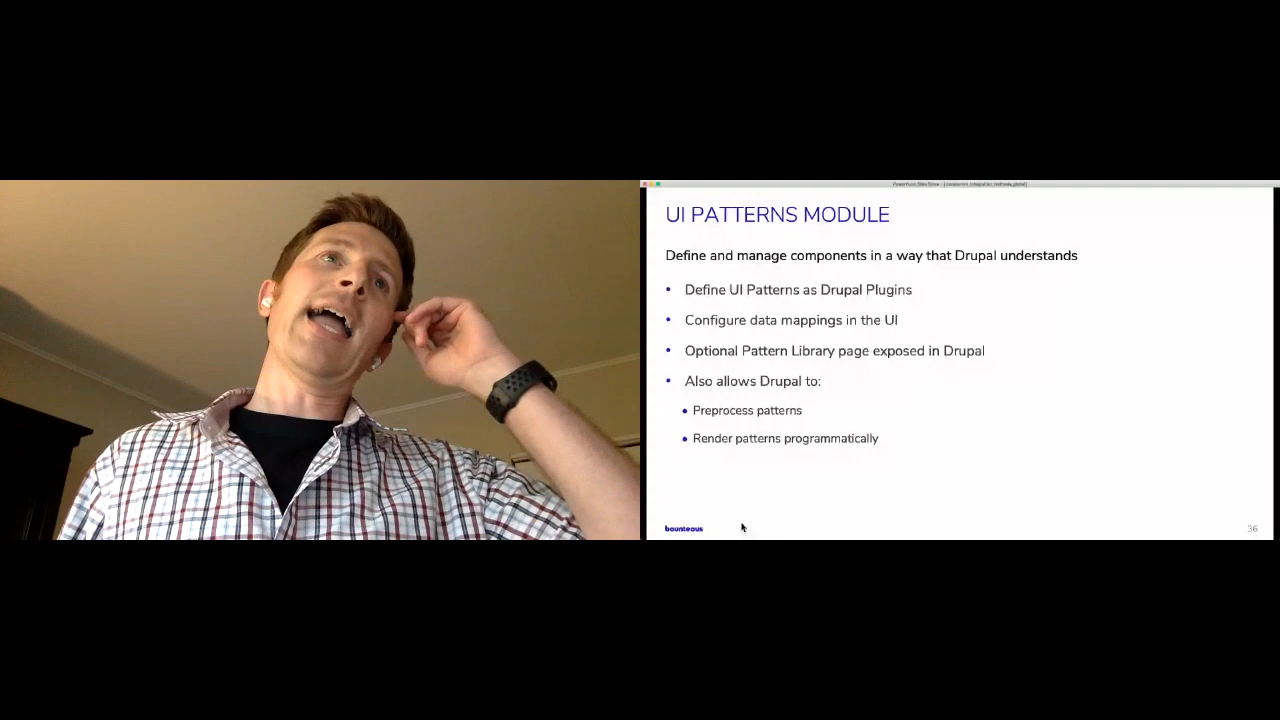 UI PATTERNS MODULE
Define and manage components in a way that Drupal understands
• Define UI Patterns as Drupal Plugins
• Configure data mappings in the UI
• Optional Pattern Library page exposed in Drupal
• Also allows Drupal to:
• Preprocess patterns
• Render patterns programmatically
bounteous
36